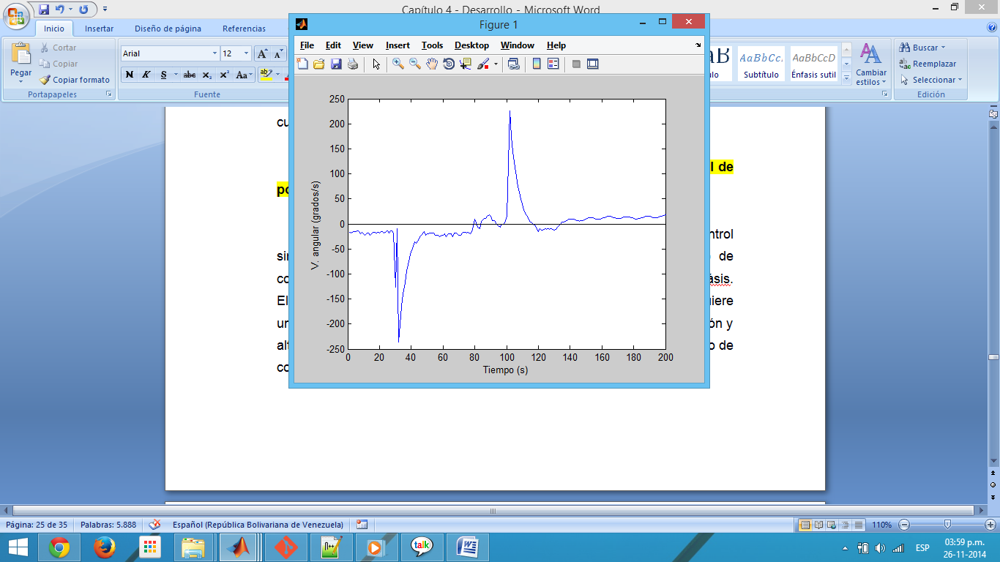 Capítulo 4 - Desarrollo - Microsoft Word
Inicio Insertar Diseño de página Referencias
Pegar
Cortar
Copiar
Copiar formato
Portapapeles
Arial 12
N K S abc x₂ x² Aa
Fuente
AaBbCc. AaBbCcD
Subtítulo Énfasis sutil
Cambiar estilos
Buscar
Reemplazar
Seleccionar
Edición
Figure 1
File Edit View Insert Tools Desktop Window Help
250
200
150
100
50
0
-50
-100
-150
-200
-250
V. angular (grados/s)
0 20 40 60 80 100 120 140 160 180 200
Tiempo (s)
cu
l de
po
ntrol
de
co
ásis.
El
iere
ón y
alt
o de
co
Página: 25 de 35 Palabras: 5.888 Español (República Bolivariana de Venezuela) 110%
talk
ESP
03:59 p.m.
26-11-2014